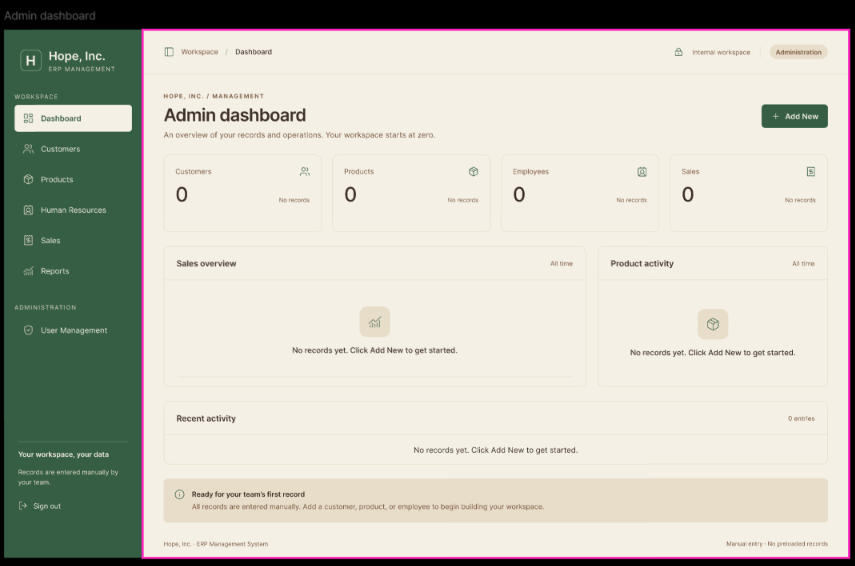 Admin dashboard
H
Hope, Inc.
ERP MANAGEMENT
WORKSPACE
Dashboard
Customers
Products
Human Resources
Sales
Reports
ADMINISTRATION
User Management
Your workspace, your data
Records are entered manually by
your team.
Sign out
Workspace / Dashboard
Internal workspace
Administration
HOPE, INC. / MANAGEMENT
Admin dashboard
An overview of your records and operations. Your workspace starts at zero.
+ Add New
Customers
0
No records
Products
0
No records
Employees
0
No records
Sales
0
No records
Sales overview
All time
No records yet. Click Add New to get started.
Product activity
All time
No records yet. Click Add New to get started.
Recent activity
0 entries
No records yet. Click Add New to get started.
Ready for your team's first record
All records are entered manually. Add a customer, product, or employee to begin building your workspace.
Hope, Inc. · ERP Management System
Manual entry · No preloaded records